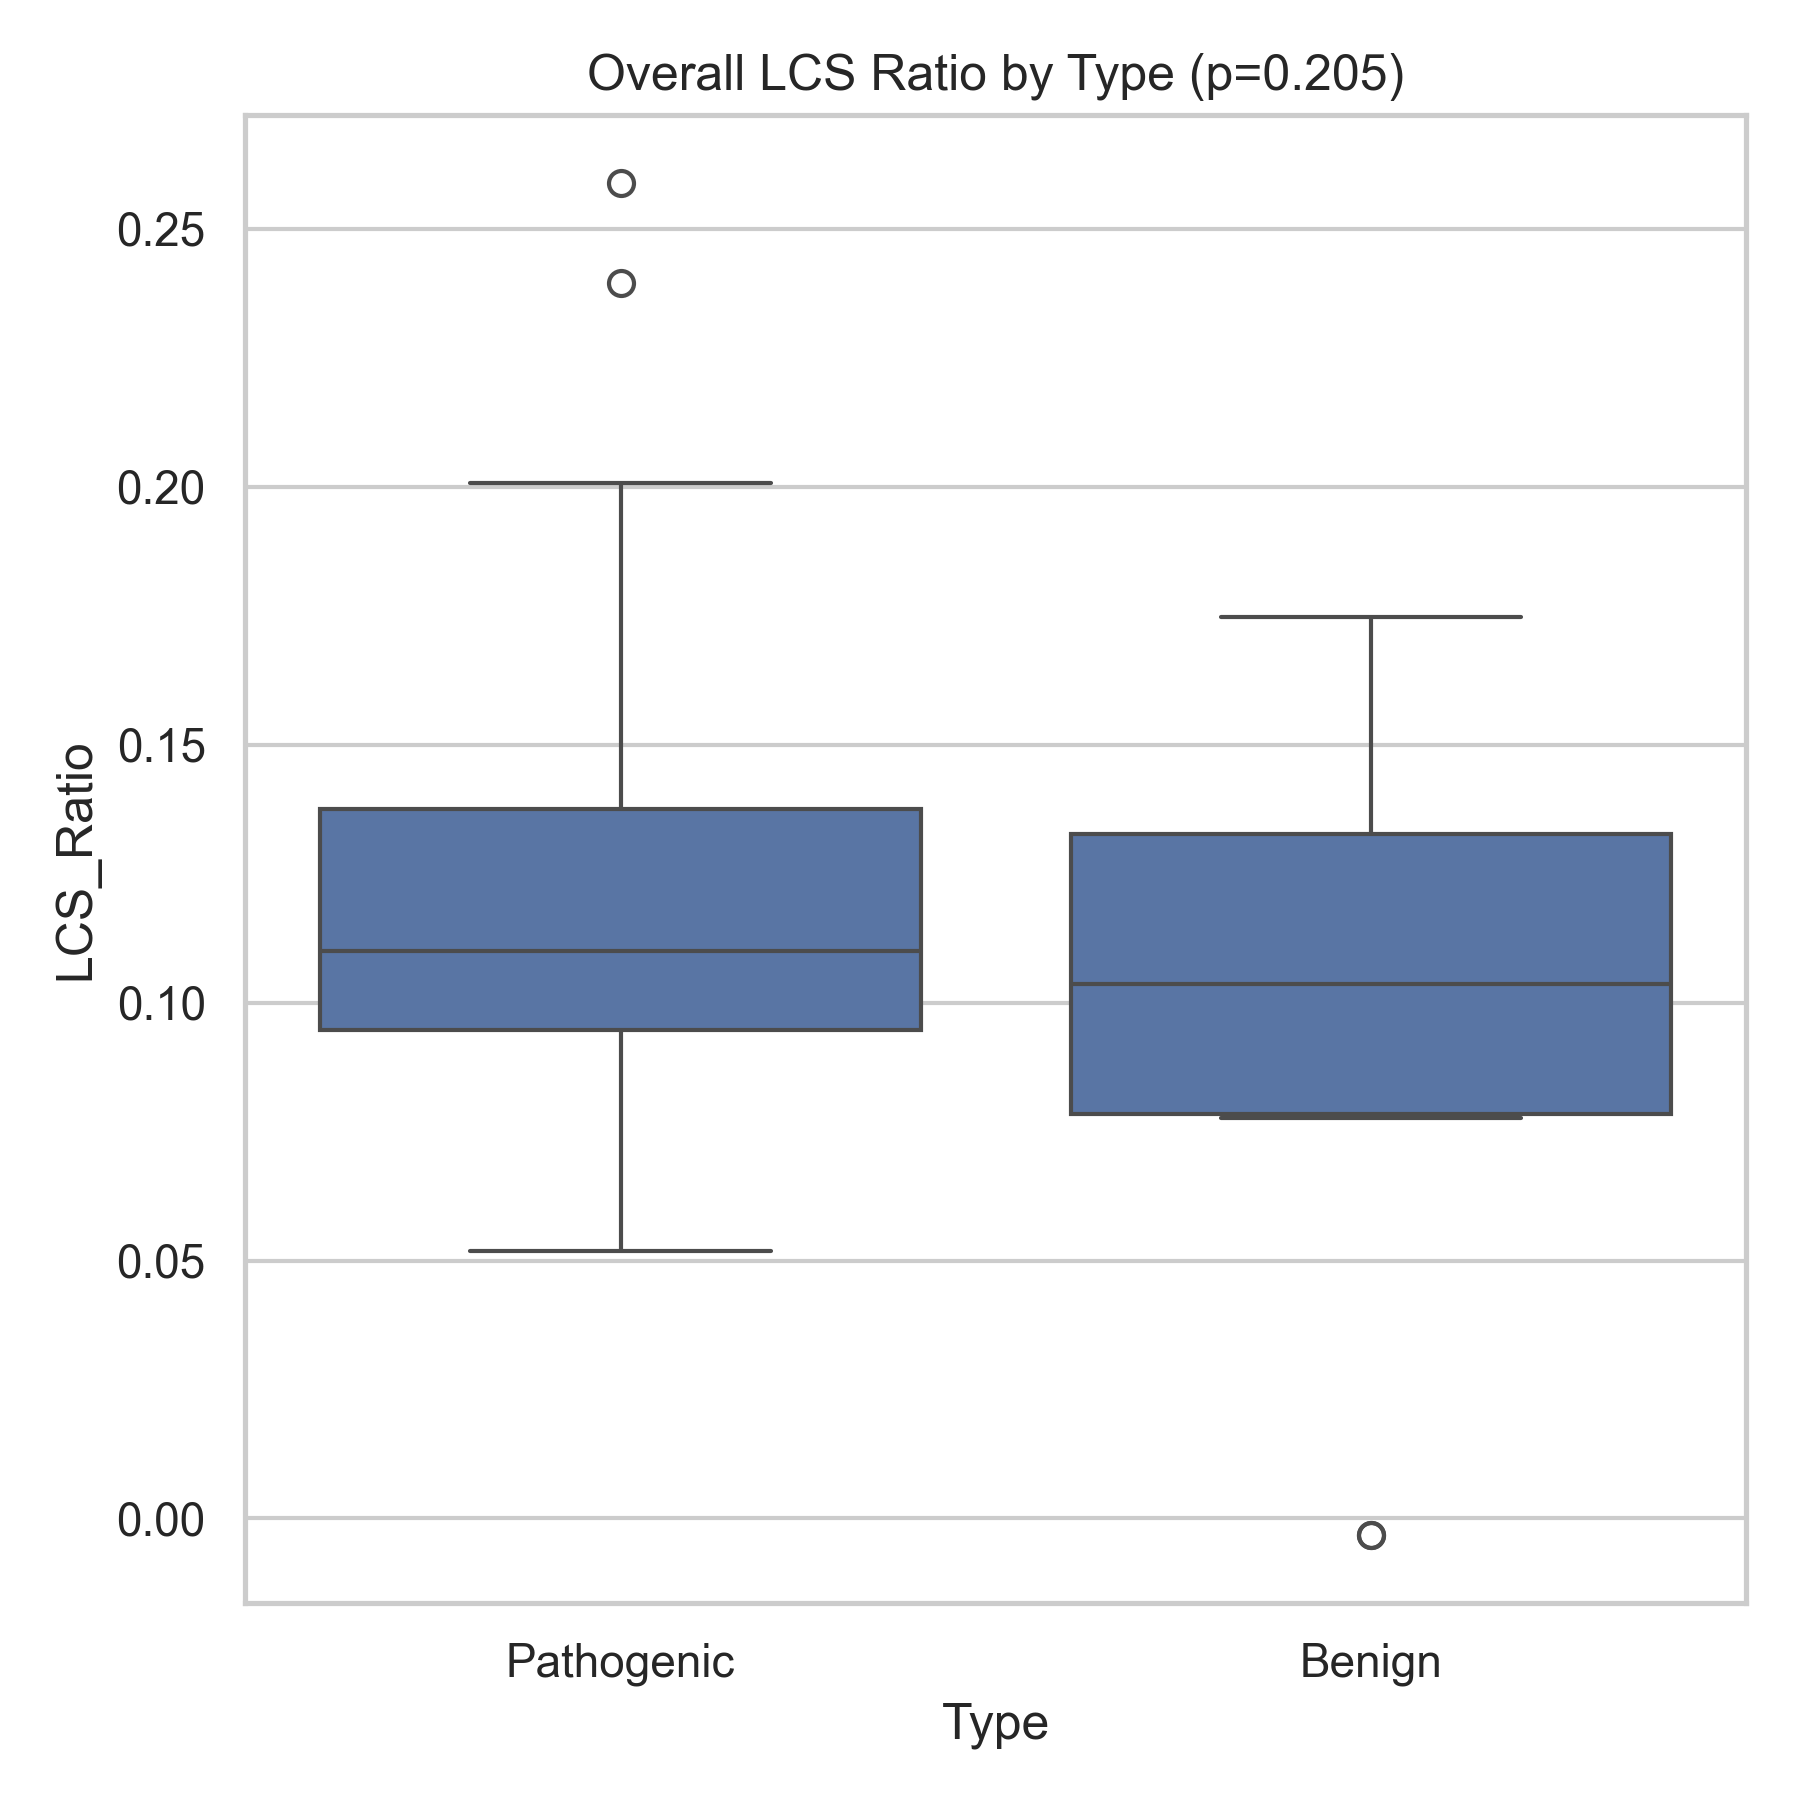 Overall LCS Ratio by Type (p=0.205)
LCS_Ratio
0.25
0.20
0.15
0.10
0.05
0.00
Pathogenic
Benign
Type